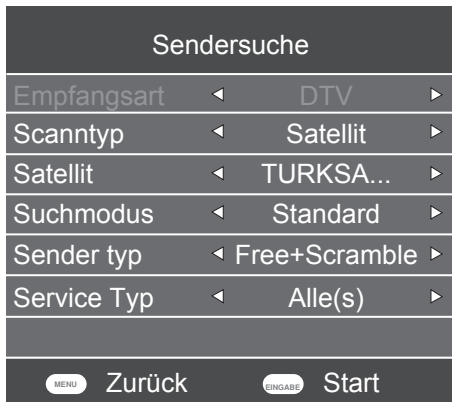 Sendersuche
Empfangsart DTV
Scanntyp Satellit
Satellit TURKSA...
Suchmodus Standard
Sender typ Free+Scramble
Service Typ Alle(s)
MENU Zurück EINGABE Start